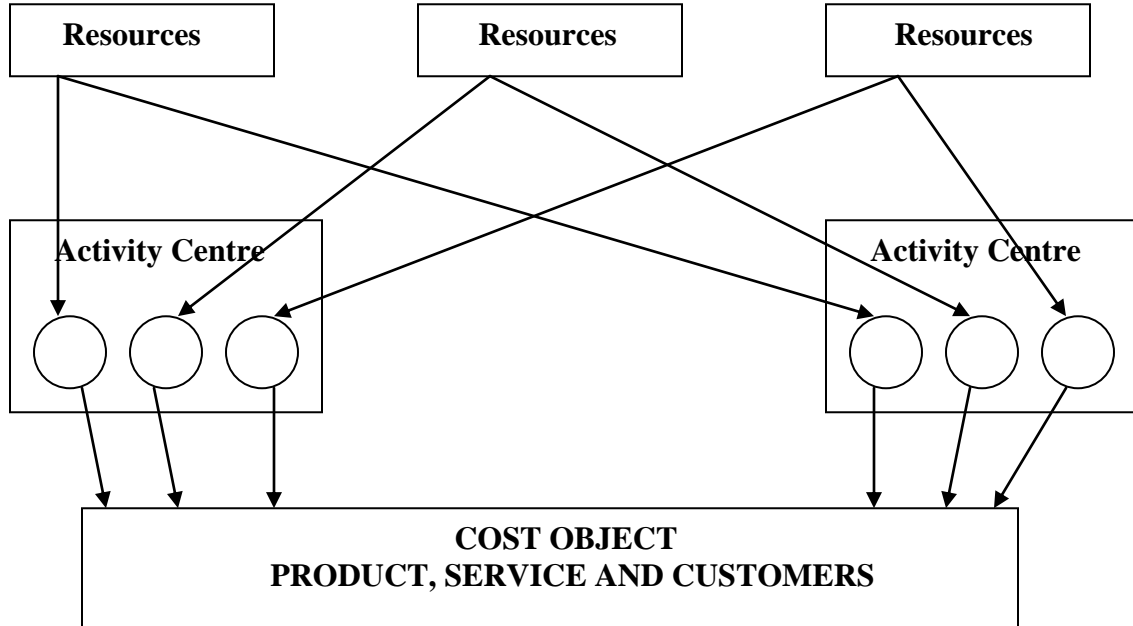 Resources
Resources
Resources
Activity Centre
Activity Centre
COST OBJECT
PRODUCT, SERVICE AND CUSTOMERS